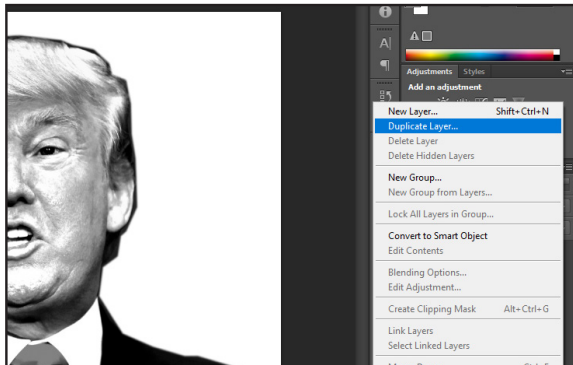 A|
Adjustments Styles
Add an adjustment
New Layer... Shift+Ctrl+N
Duplicate Layer...
Delete Layer
Delete Hidden Layers
New Group...
New Group from Layers...
Lock All Layers in Group...
Convert to Smart Object
Edit Contents
Blending Options...
Edit Adjustment...
Create Clipping Mask Alt+Ctrl+G
Link Layers
Select Linked Layers